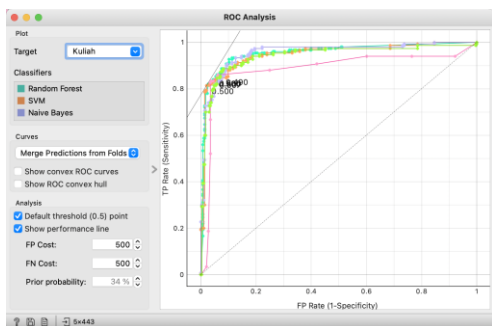 ROC Analysis
Plot
Target Kuliah
Classifiers
Random Forest
SVM
Naive Bayes
Curves
Merge Predictions from Folds
Show convex ROC curves
Show ROC convex hull
Analysis
Default threshold (0.5) point
Show performance line
FP Cost: 500
FN Cost: 500
Prior probability: 34 %
? 5×443
TP Rate (Sensitivity)
1
0.8
0.6
0.4
0.2
0
0.500
0 0.2 0.4 0.6 0.8 1
FP Rate (1-Specificity)